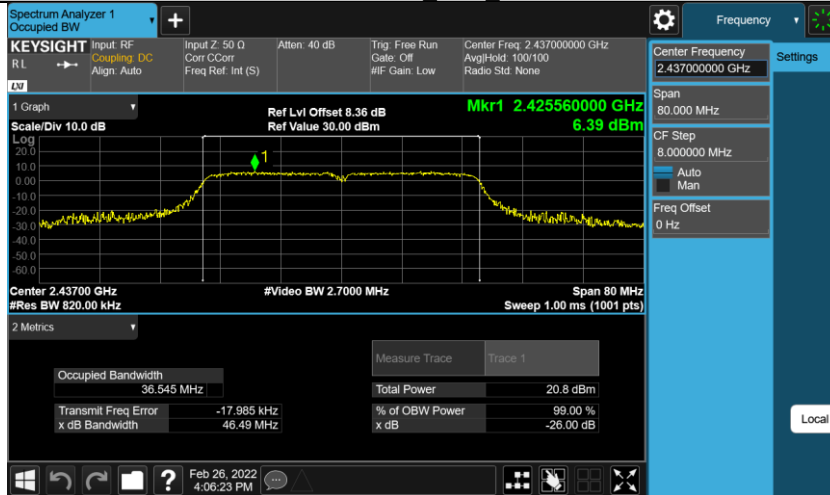 Spectrum Analyzer 1
Occupied BW
+
Frequency
KEYSIGHT
RL
LXI
Input: RF
Coupling: DC
Align: Auto
Input Z: 50 Ω
Corr CCorr
Freq Ref: Int (S)
Atten: 40 dB
Trig: Free Run
Gate: Off
#IF Gain: Low
Center Freq: 2.437000000 GHz
Avg|Hold: 100/100
Radio Std: None
Center Frequency
2.437000000 GHz
Settings
Span
80.000 MHz
CF Step
8.000000 MHz
Auto
Man
Freq Offset
0 Hz
Local
1 Graph
Scale/Div 10.0 dB
Ref Lvl Offset 8.36 dB
Ref Value 30.00 dBm
Mkr1 2.425560000 GHz
6.39 dBm
Log
20.0
10.0
0.00
-10.0
-20.0
-30.0
-40.0
-50.0
-60.0
1
Center 2.43700 GHz
#Res BW 820.00 kHz
#Video BW 2.7000 MHz
Span 80 MHz
Sweep 1.00 ms (1001 pts)
2 Metrics
Measure Trace
Trace 1
Occupied Bandwidth
36.545 MHz
Total Power
20.8 dBm
Transmit Freq Error
-17.985 kHz
% of OBW Power
99.00 %
x dB Bandwidth
46.49 MHz
x dB
-26.00 dB
?
Feb 26, 2022
4:06:23 PM